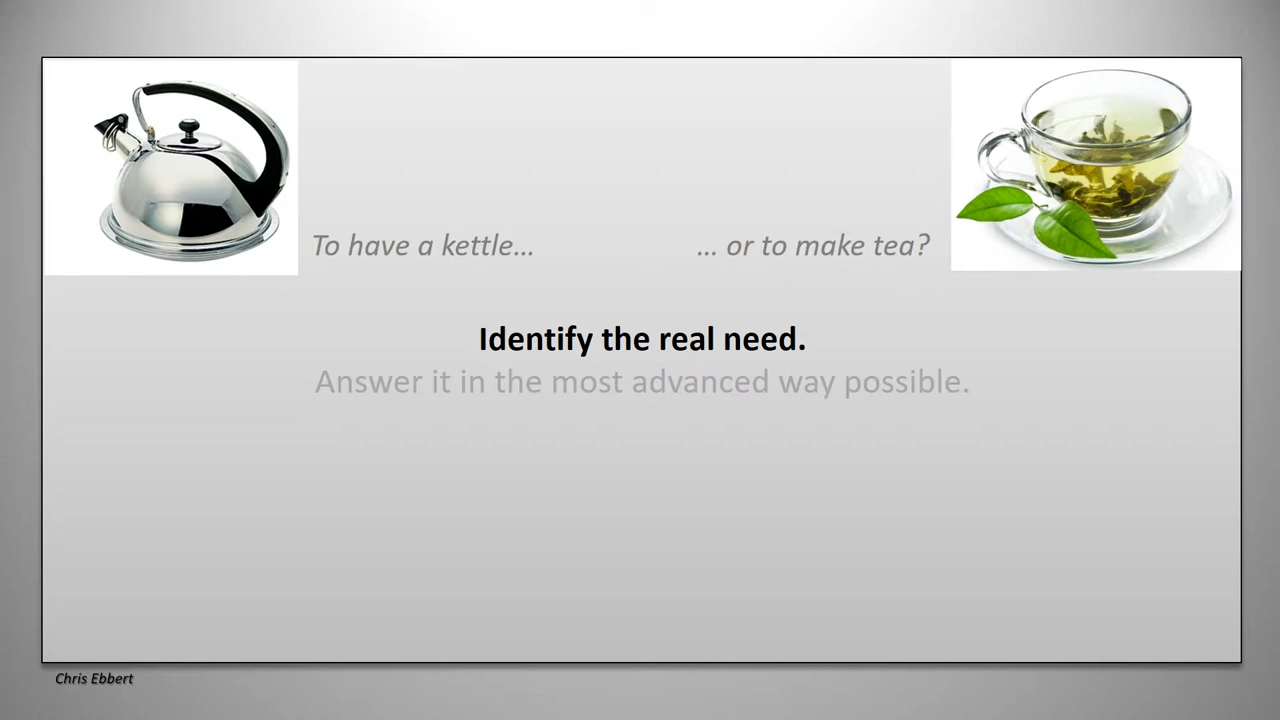 To have a kettle...
... or to make tea?
Identify the real need.
Answer it in the most advanced way possible.
Chris Ebbert